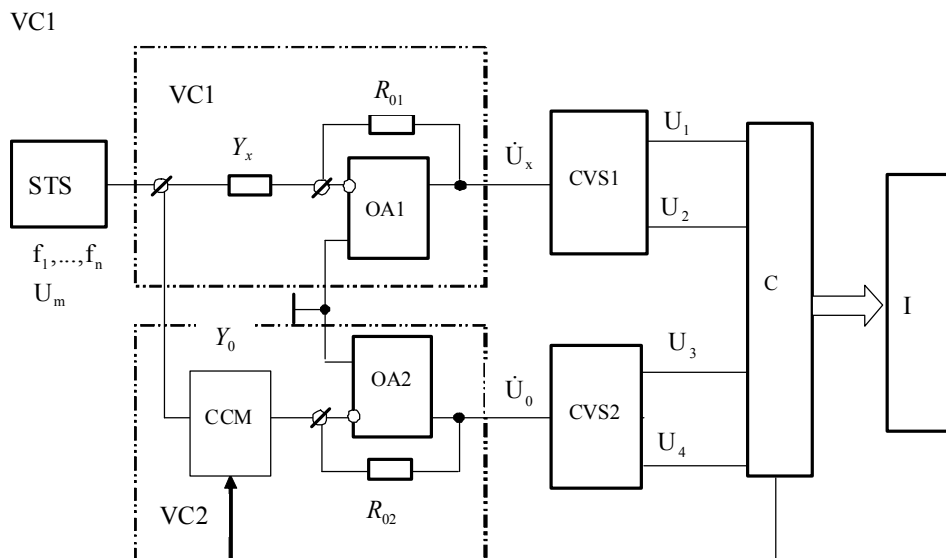 VC1
VC1
R₀₁
Yₓ
STS
OA1
U̇ₓ
CVS1
U₁
U₂
f₁,...,fₙ
Uₘ
C
I
Y₀
CCM
OA2
U̇₀
CVS2
U₃
U₄
VC2
R₀₂